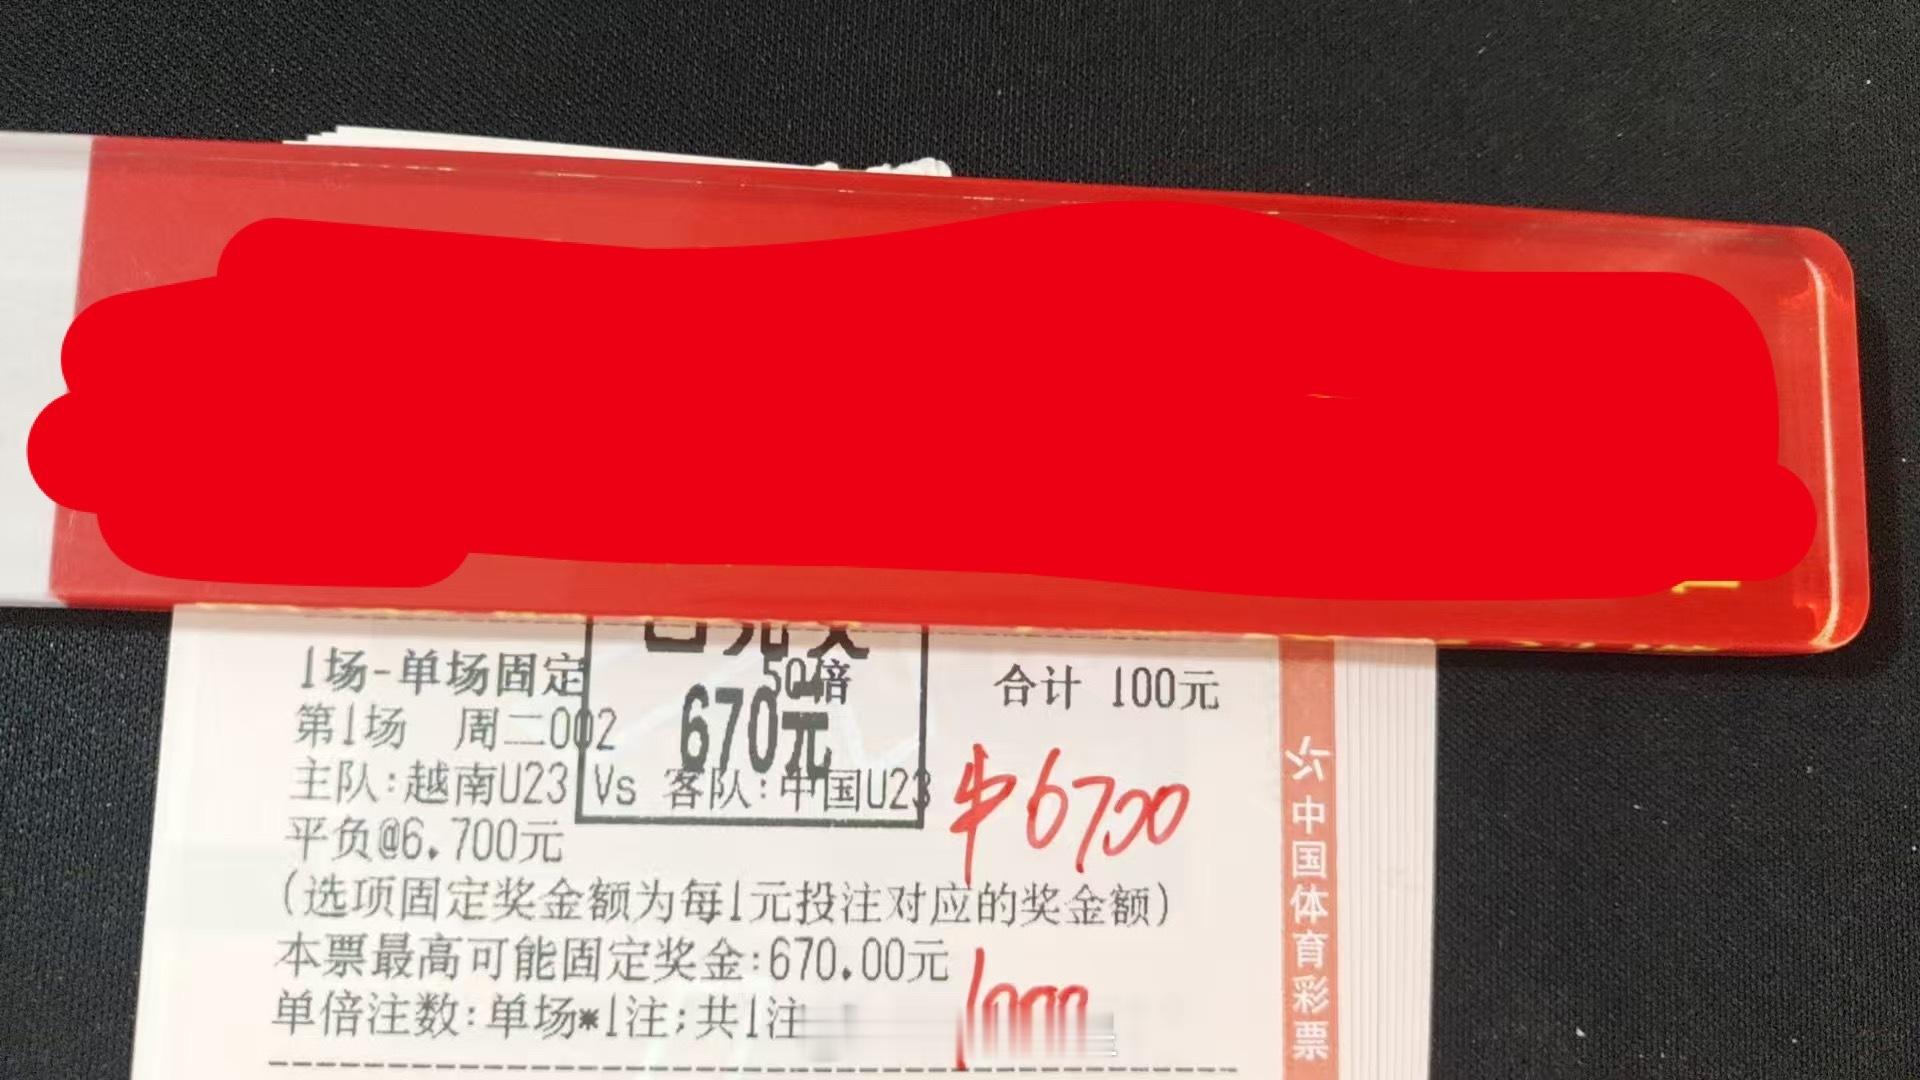 1场-单场固定 50倍 合计 100元
已兑奖
670元
第1场 周二002
主队:越南U23 Vs 客队:中国U23
平负@6.700元
中6700
(选项固定奖金额为每1元投注对应的奖金额)
本票最高可能固定奖金:670.00元
单倍注数:单场*1注;共1注
中国体育彩票